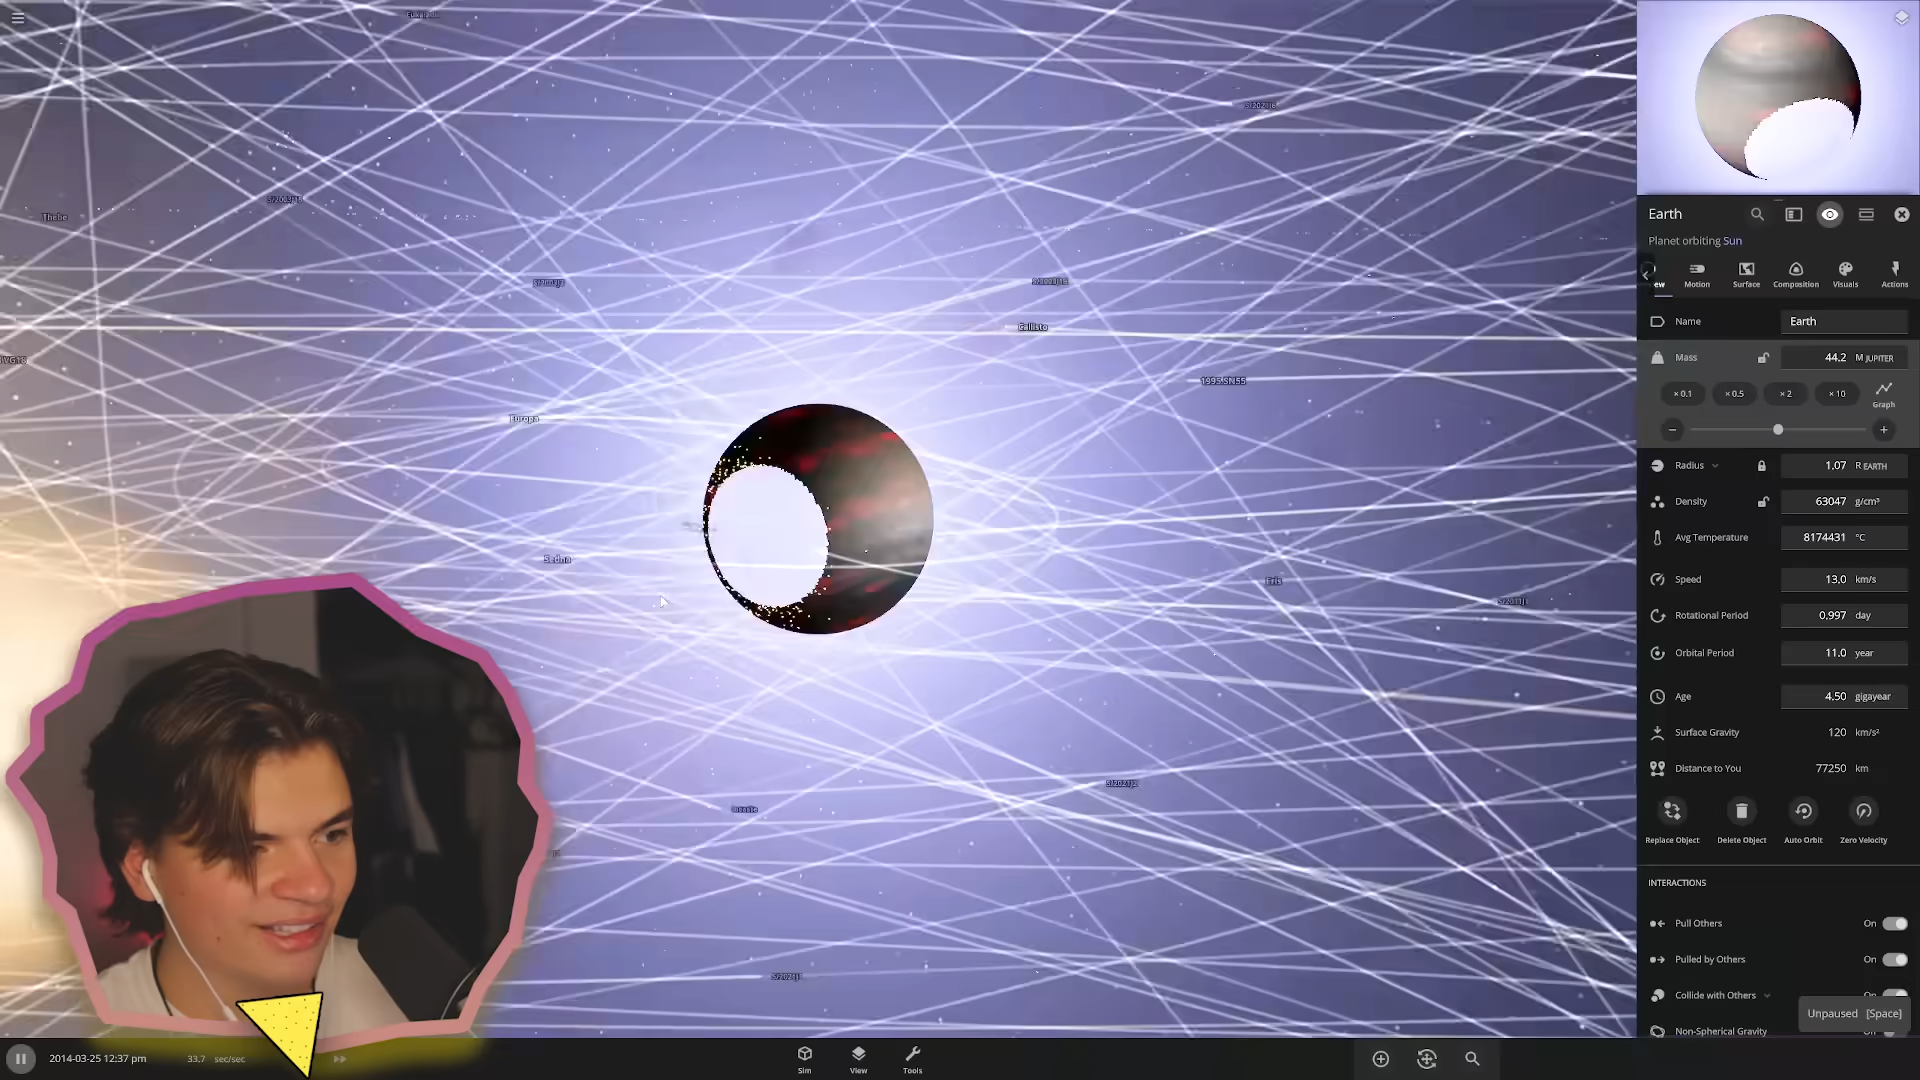 Earth
Planet orbiting Sun
ew
Motion
Surface
Composition
Visuals
Actions
Name
Earth
Mass
44.2 M JUPITER
× 0.1
× 0.5
× 2
× 10
Graph
Radius
1.07 R EARTH
Density
63047 g/cm³
Avg Temperature
8174431 °C
Speed
13.0 km/s
Rotational Period
0.997 day
Orbital Period
11.0 year
Age
4.50 gigayear
Surface Gravity
120 km/s²
Distance to You
77250 km
Replace Object
Delete Object
Auto Orbit
Zero Velocity
INTERACTIONS
Pull Others
On
Pulled by Others
On
Collide with Others
On
Non-Spherical Gravity
Unpaused [Space]
Thebe
Callisto
1995 SN55
Europa
Sedna
Eris
2014-03-25 12:37 pm
33.7 sec/sec
Sim
View
Tools